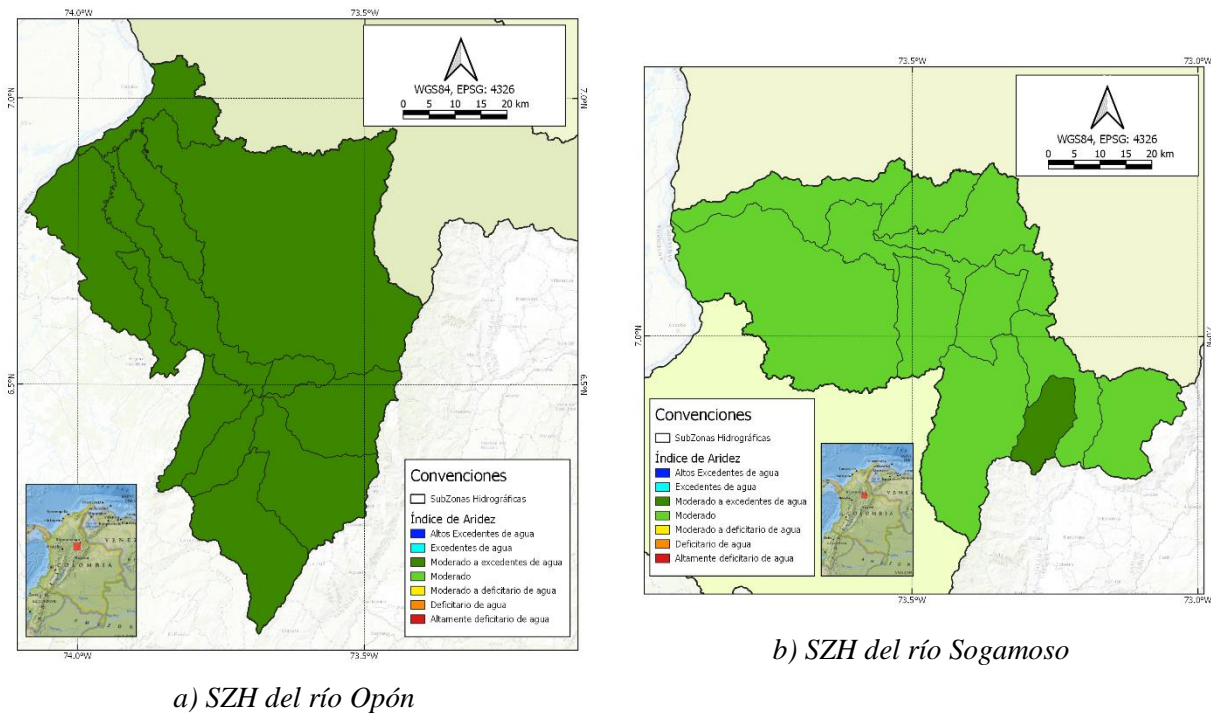 74.0°W
73.5°W
WGS84, EPSG: 4326
0 5 10 15 20 km
7.0°N
7.0°N
6.5°N
6.5°N
Convenciones
SubZonas Hidrográficas
Índice de Aridez
Altos Excedentes de agua
Excedentes de agua
Moderado a excedentes de agua
Moderado
Moderado a deficitario de agua
Deficitario de agua
Altamente deficitario de agua
COLOMBIA
74.0°W
73.5°W
a) SZH del río Opón
73.5°W
73.0°W
WGS84, EPSG: 4326
0 5 10 15 20 km
7.0°N
7.0°N
Convenciones
SubZonas Hidrográficas
Índice de Aridez
Altos Excedentes de agua
Excedentes de agua
Moderado a excedentes de agua
Moderado
Moderado a deficitario de agua
Deficitario de agua
Altamente deficitario de agua
COLOMBIA
73.5°W
73.0°W
b) SZH del río Sogamoso